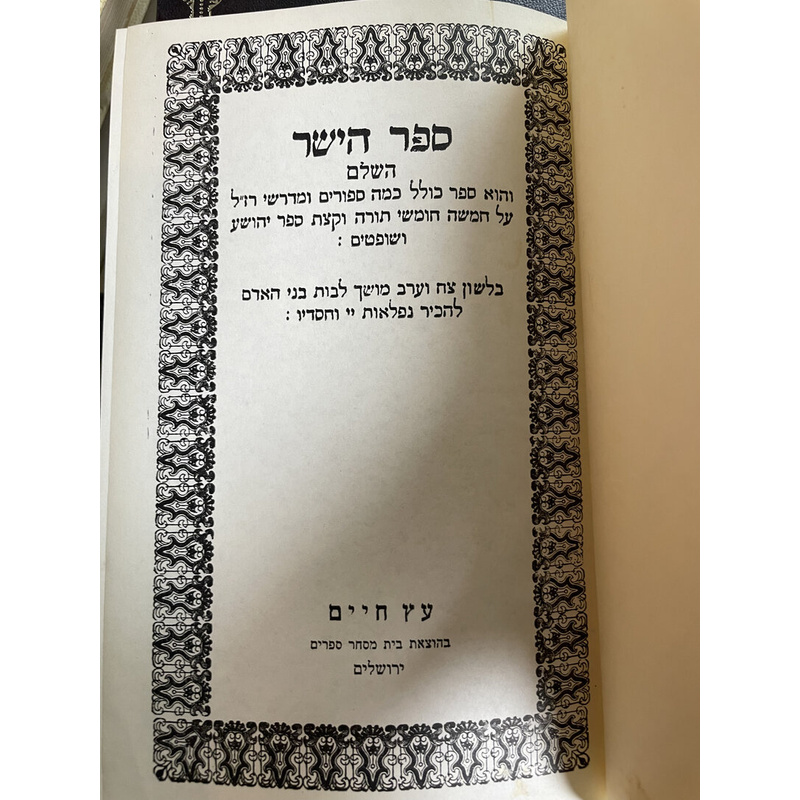 ספר הישר
השלם
והוא ספר כולל כמה ספורים ומדרשי רז״ל
על חמשה חומשי תורה וקצת ספר יהושע
ושופטים :
בלשון צח וערב מושך לבות בני האדם
להכיר נפלאות יי וחסדיו :
עץ חיים
בהוצאת בית מסחר ספרים
ירושלים